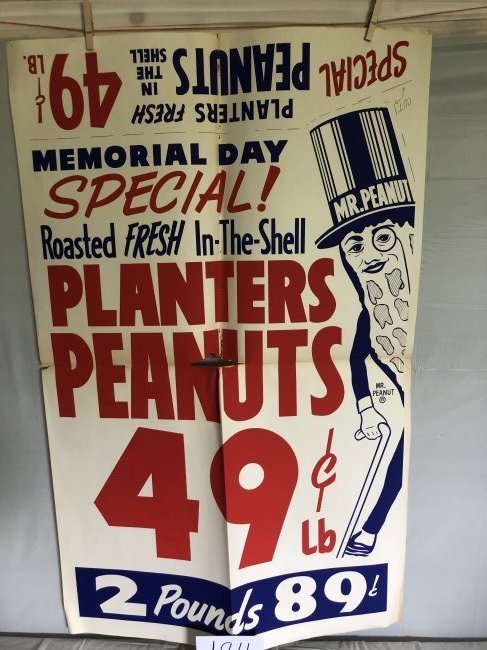 SPECIAL
PLANTERS FRESH
PEANUTS IN THE SHELL
49¢ LB.
MEMORIAL DAY
SPECIAL!
Roasted FRESH In-The-Shell
PLANTERS
PEANUTS
49¢ Lb
2 Pounds 89¢
MR. PEANUT
MR. PEANUT ®